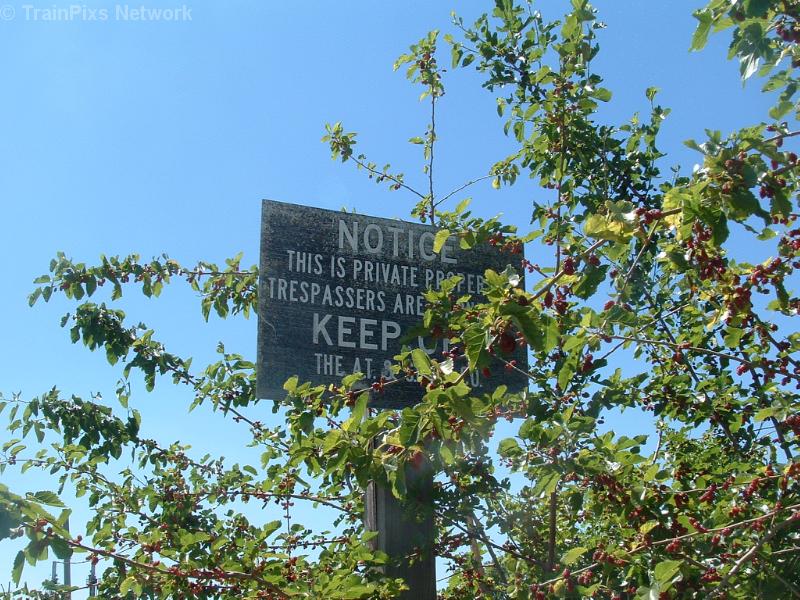 © TrainPixs Network
NOTICE
THIS IS PRIVATE
TRESPASSERS ARE
KEEP
THE A.T. &